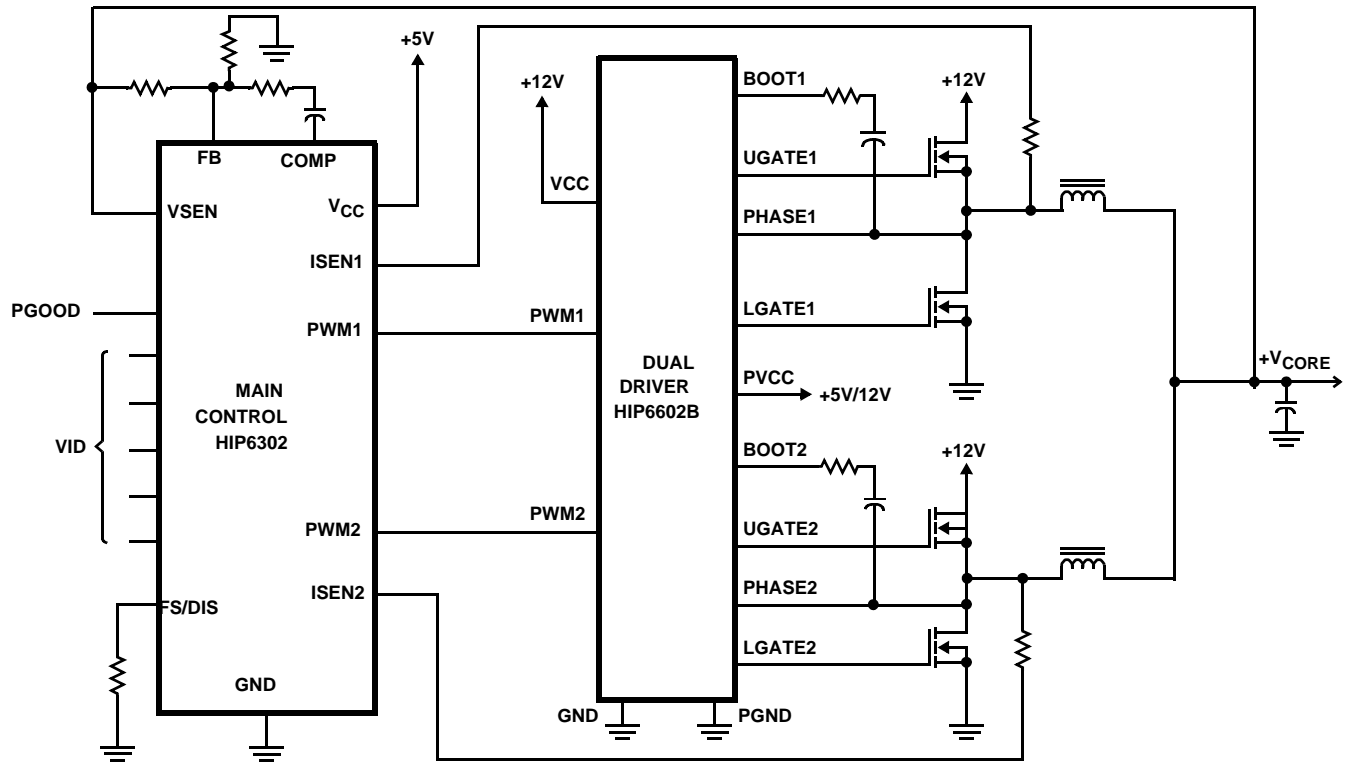 +5V
+12V
BOOT1
+12V
FB
COMP
UGATE1
VCC
VSEN
VCC
PHASE1
ISEN1
PGOOD
LGATE1
PWM1
PWM1
DUAL
DRIVER
HIP6602B
PVCC
+5V/12V
+VCORE
MAIN
CONTROL
HIP6302
VID
BOOT2
+12V
PWM2
PWM2
UGATE2
ISEN2
PHASE2
FS/DIS
LGATE2
GND
GND
PGND